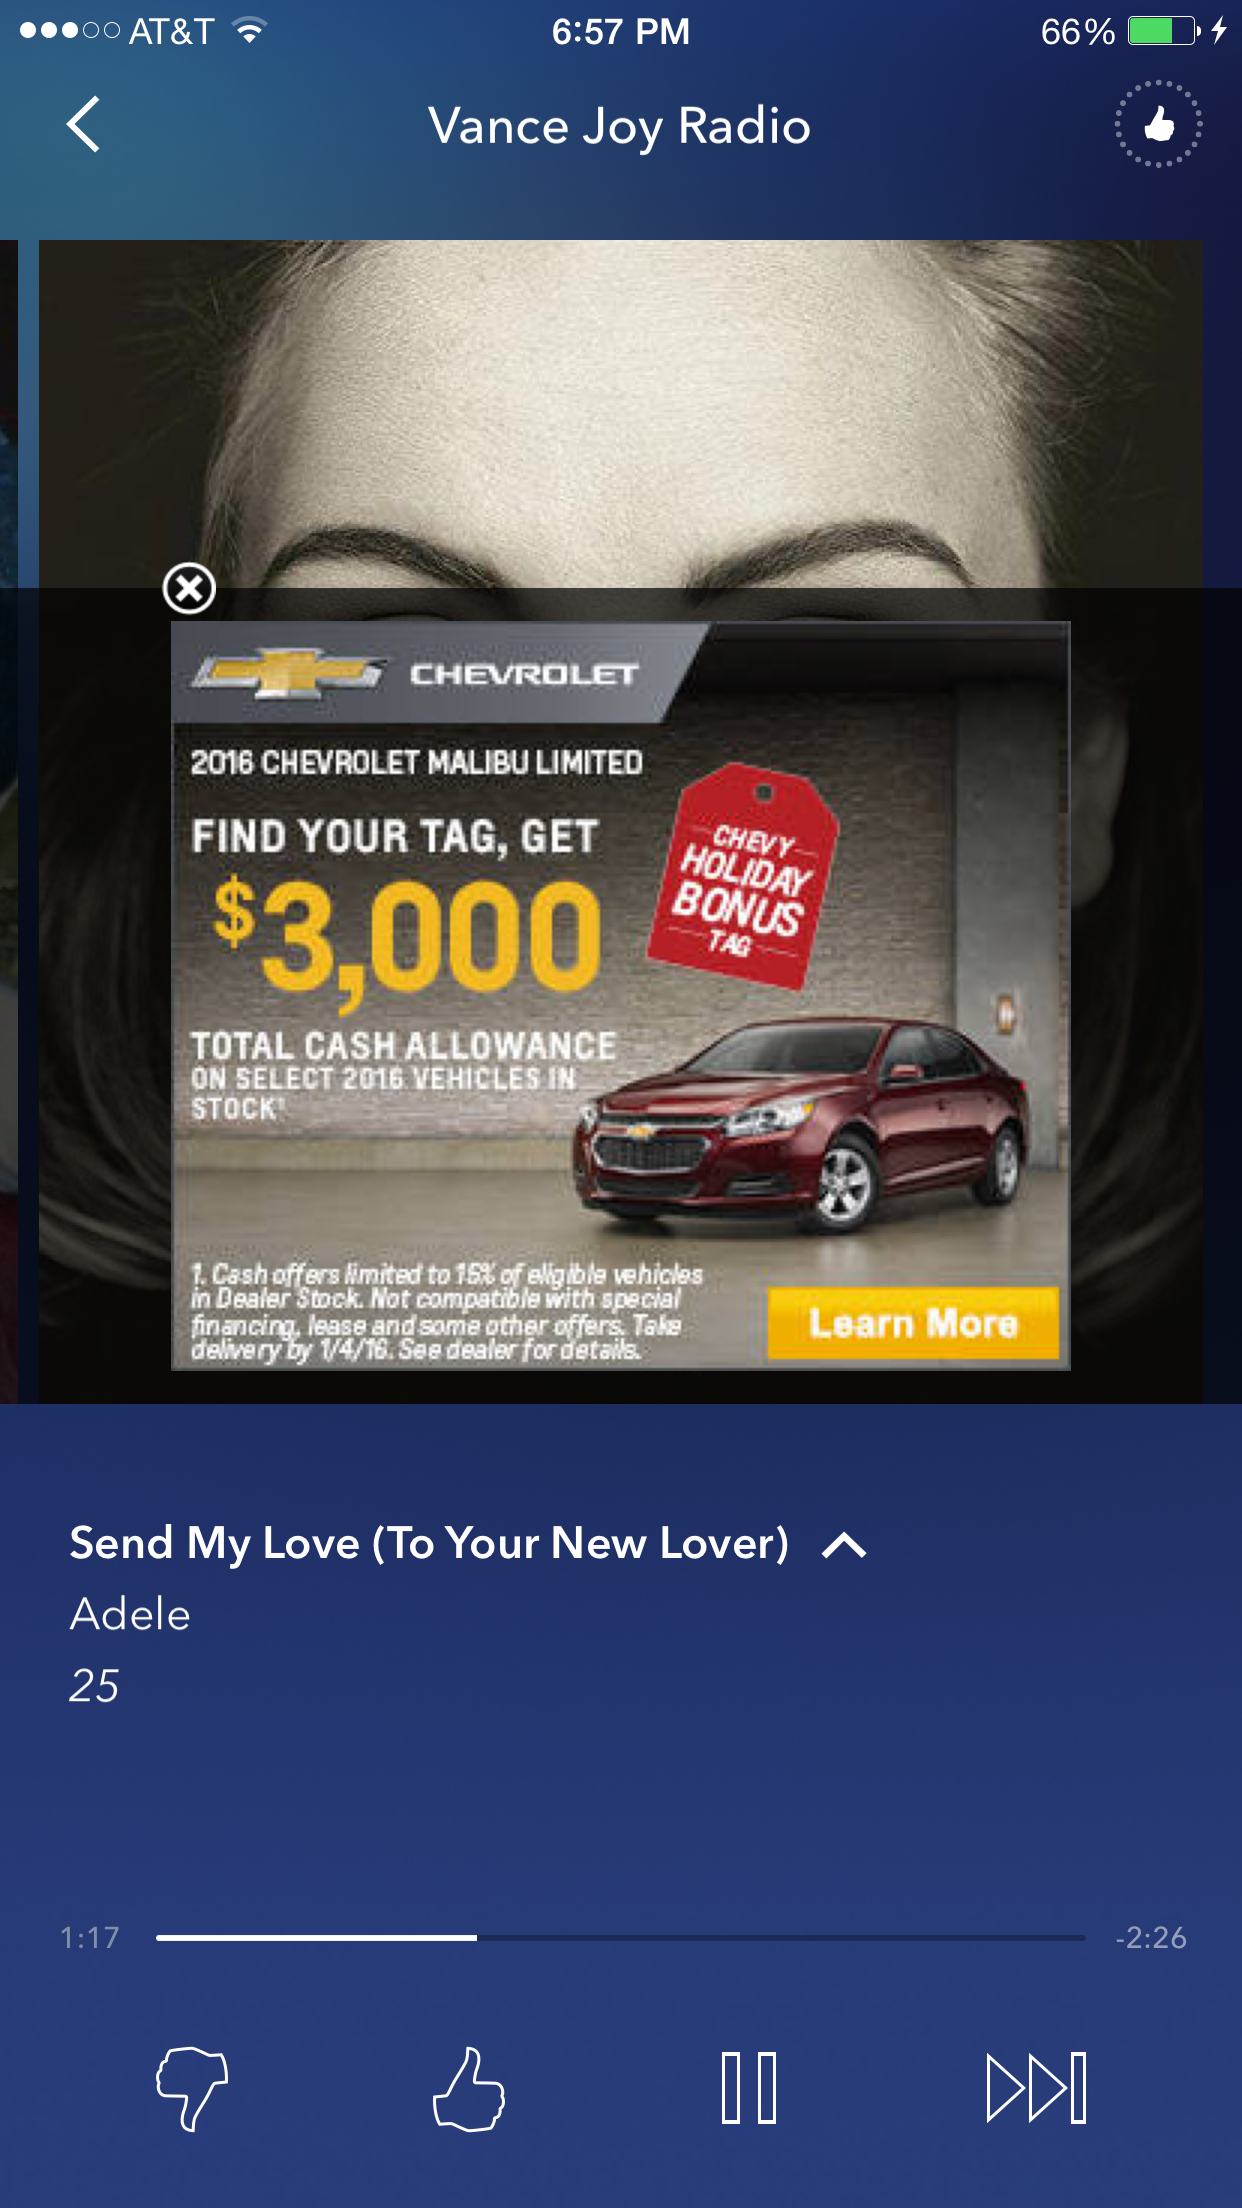 AT&T 6:57 PM 66%
Vance Joy Radio
CHEVROLET
2016 CHEVROLET MALIBU LIMITED
FIND YOUR TAG, GET
$3,000
TOTAL CASH ALLOWANCE
ON SELECT 2016 VEHICLES IN
STOCK¹
CHEVY
HOLIDAY
BONUS
TAG
1. Cash offers limited to 15% of eligible vehicles
in Dealer Stock. Not compatible with special
financing, lease and some other offers. Take
delivery by 1/4/16. See dealer for details.
Learn More
Send My Love (To Your New Lover)
Adele
25
1:17 -2:26